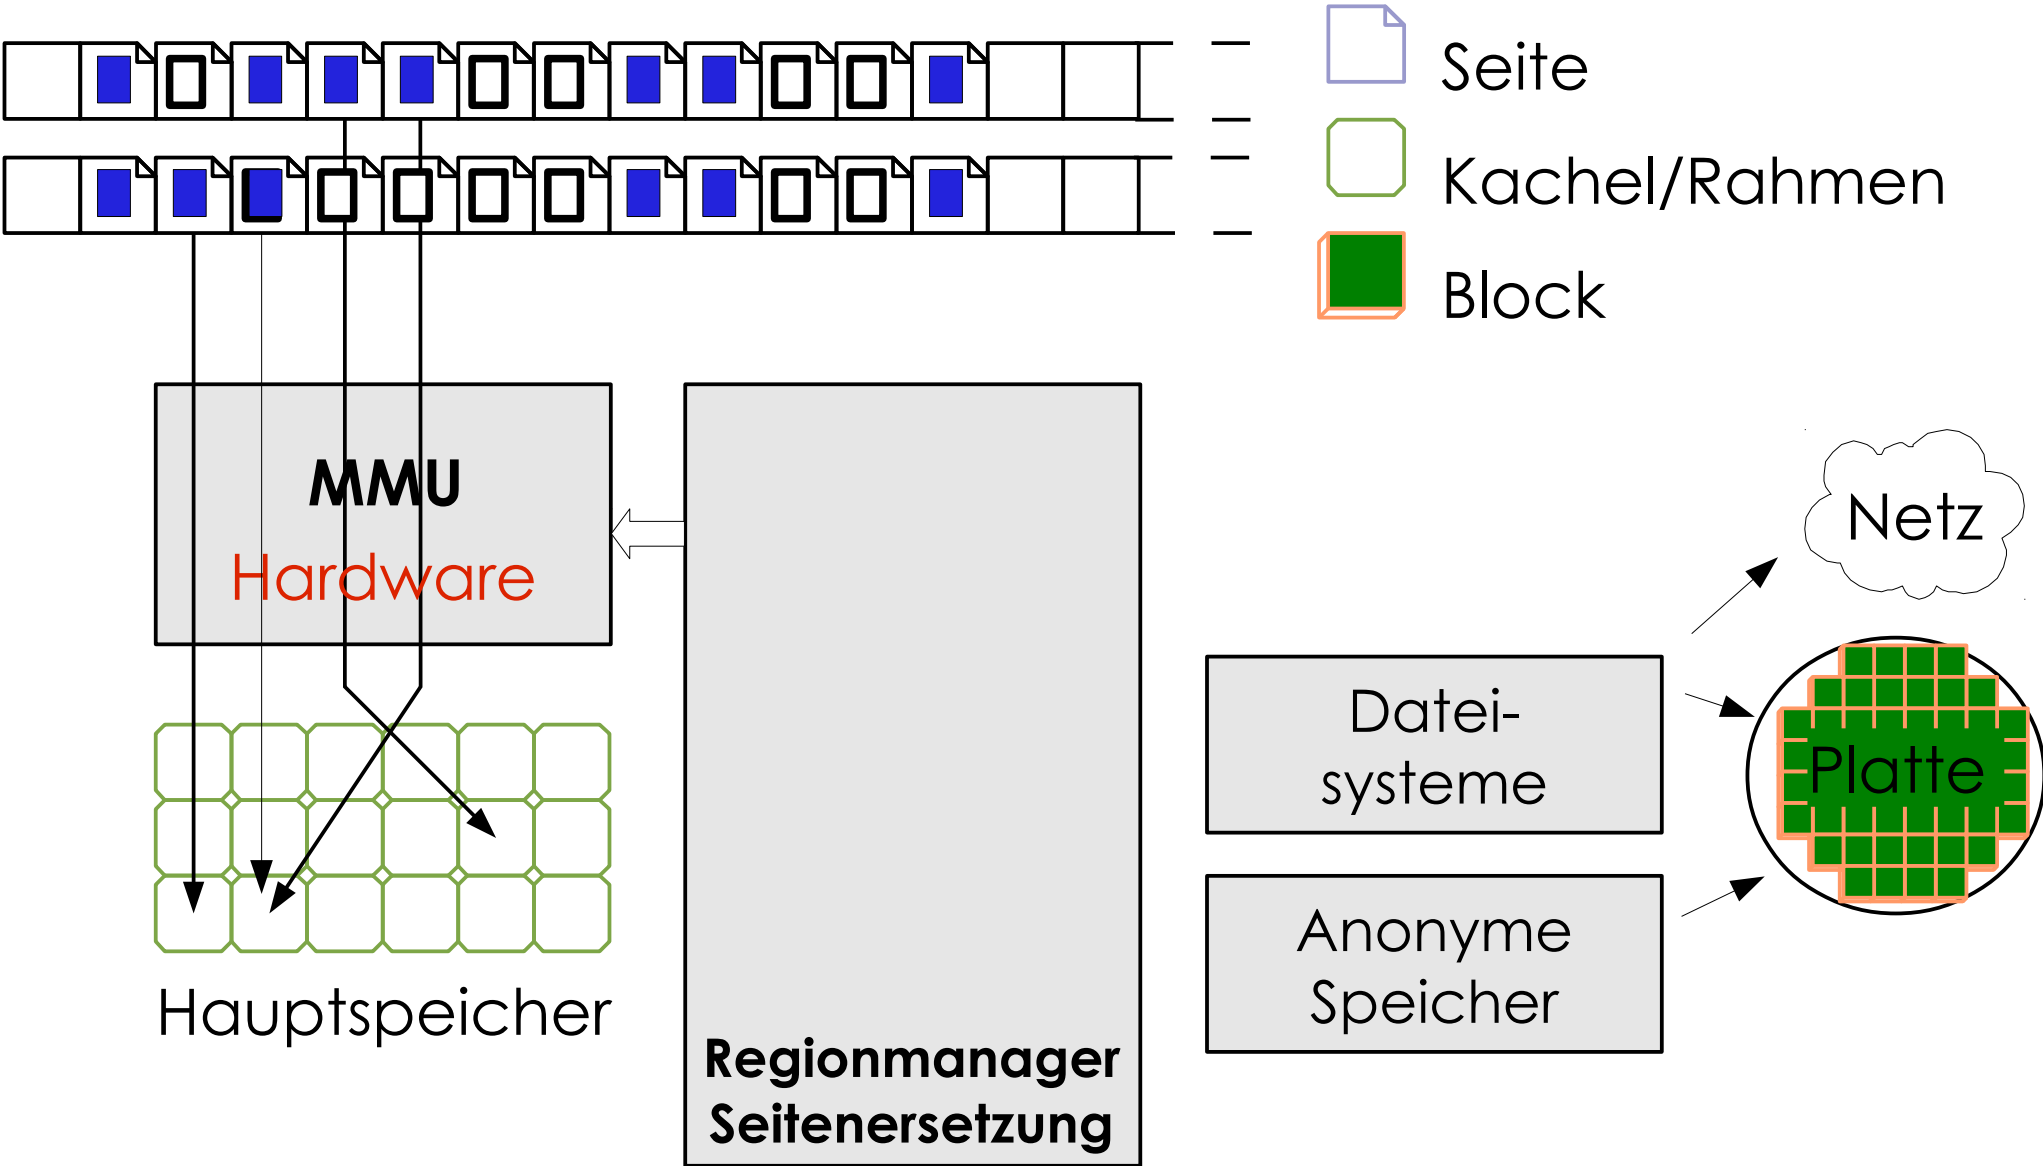 Seite
Kachel/Rahmen
Block
MMU
Hardware
Netz
Datei-
systeme
Platte
Anonyme
Speicher
Hauptspeicher
Regionmanager
Seitenersetzung